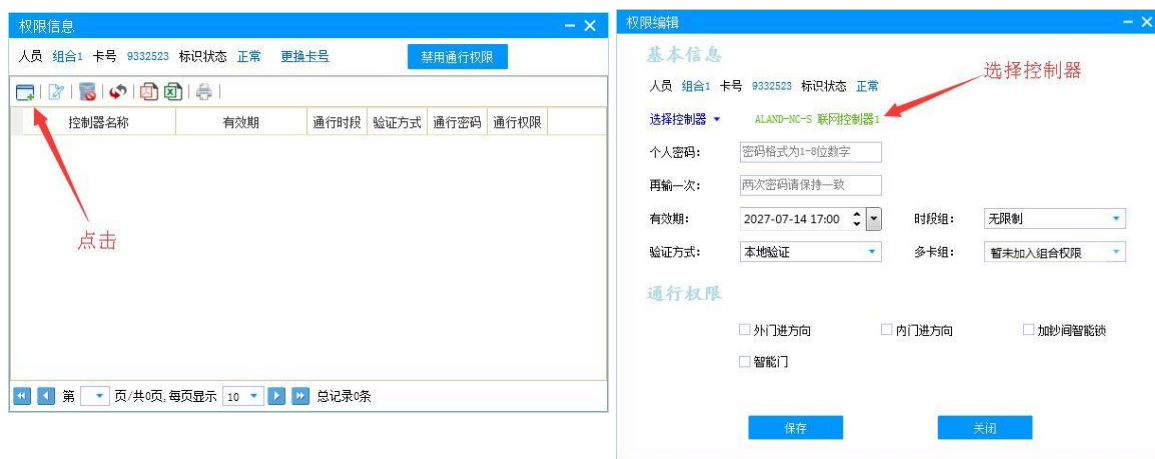 权限信息
人员 组合1 卡号 9332523 标识状态 正常 更换卡号 禁用通行权限
控制器名称 有效期 通行时段 验证方式 通行密码 通行权限
点击
第 页/共0页,每页显示 10 总记录0条
权限编辑
基本信息
选择控制器
人员 组合1 卡号 9332523 标识状态 正常
选择控制器 ALAND-NC-S 联网控制器1
个人密码: 密码格式为1-8位数字
再输一次: 两次密码请保持一致
有效期: 2027-07-14 17:00 时段组: 无限制
验证方式: 本地验证 多卡组: 暂未加入组合权限
通行权限
外门进方向 内门进方向 加钞间智能锁
智能门
保存 关闭